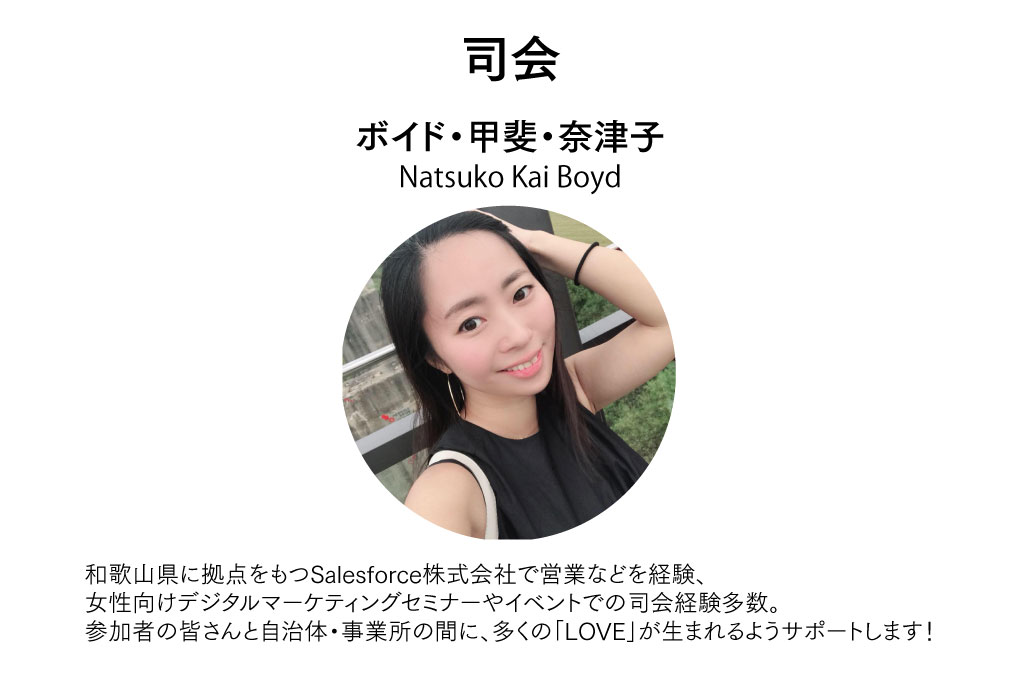 司会
ボイド・甲斐・奈津子
Natsuko Kai Boyd
和歌山県に拠点をもつSalesforce株式会社で営業などを経験、
女性向けデジタルマーケティングセミナーやイベントでの司会経験多数。
参加者の皆さんと自治体・事業所の間に、多くの「LOVE」が生まれるようサポートします！